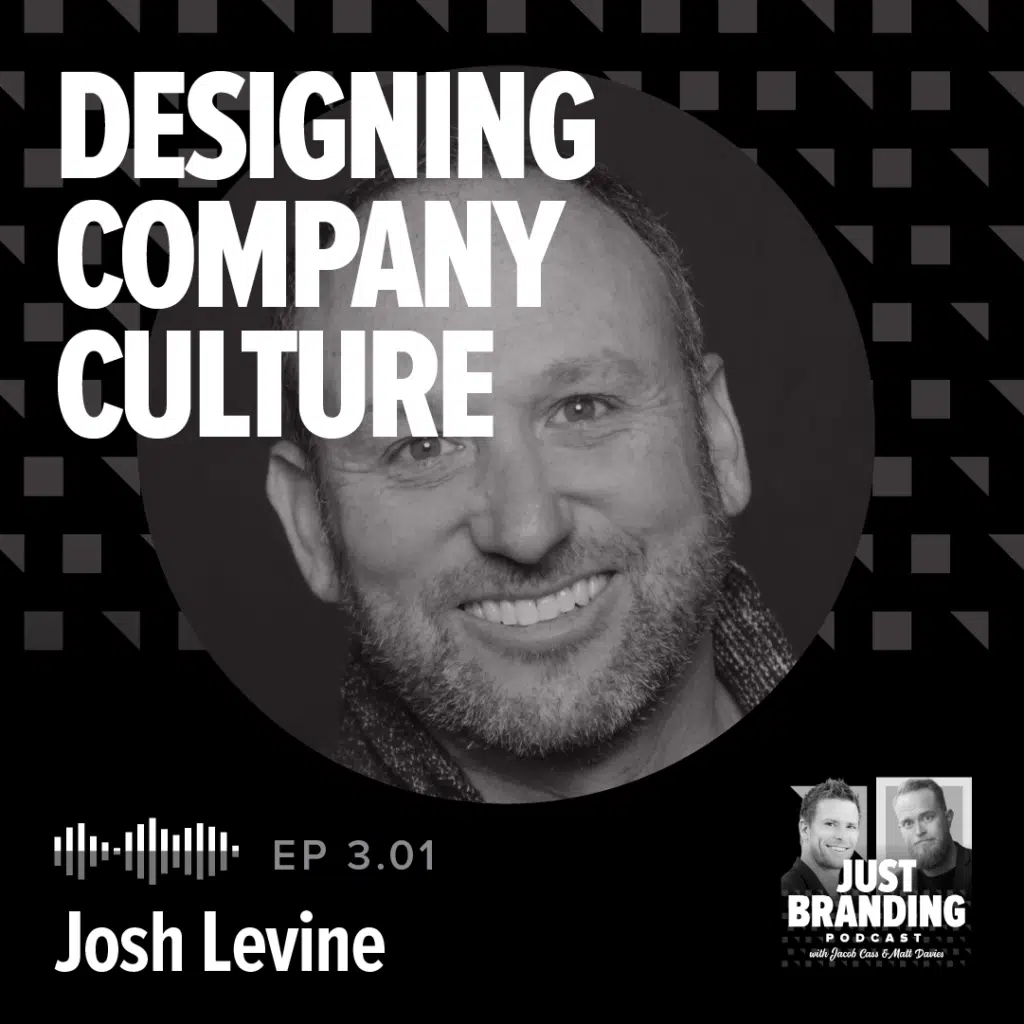 DESIGNING
COMPANY
CULTURE
EP 3.01
Josh Levine
JUST
BRANDING
PODCAST
with Jacob Cass & Matt Davies